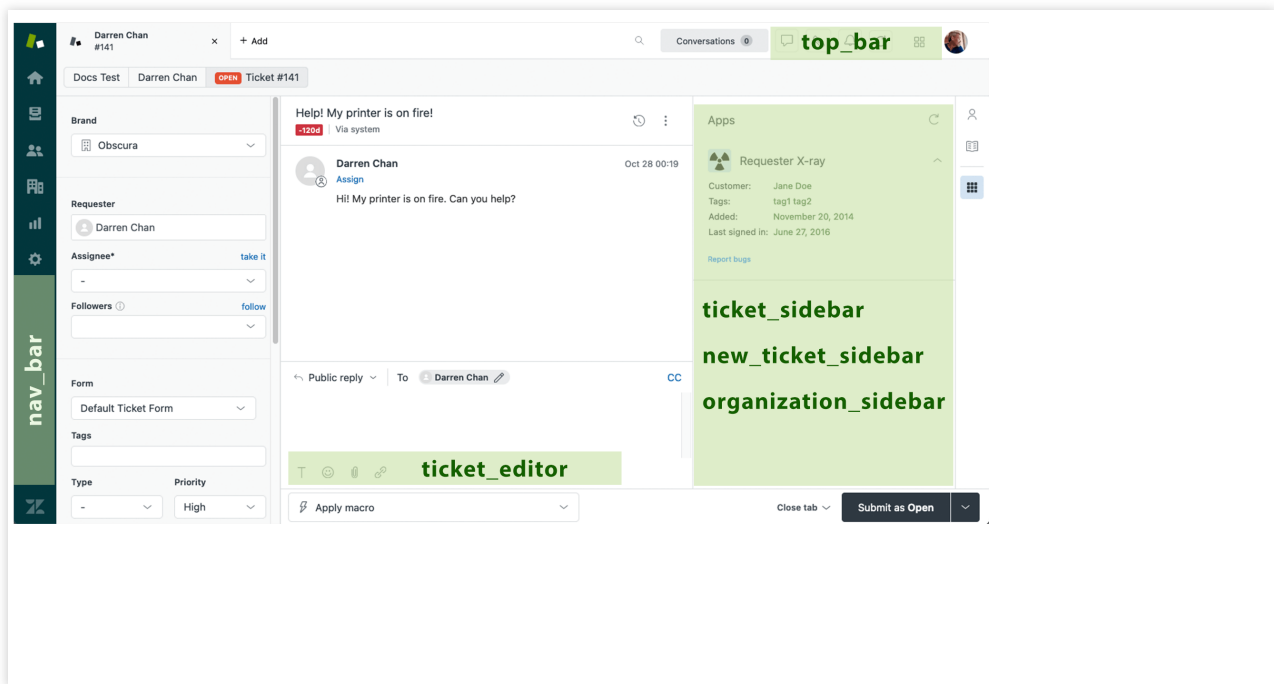 Darren Chan
#141
× + Add
Conversations 0
top_bar
Docs Test Darren Chan OPEN Ticket #141
Brand
Obscura
Requester
Darren Chan
Assignee* take it
-
Followers follow
nav_bar
Form
Default Ticket Form
Tags
Type Priority
- High
Help! My printer is on fire!
-120d Via system
Darren Chan Oct 28 00:19
Assign
Hi! My printer is on fire. Can you help?
Public reply To Darren Chan CC
T ticket_editor
Apply macro
Apps
Requester X-ray
Customer: Jane Doe
Tags: tag1 tag2
Added: November 20, 2014
Last signed in: June 27, 2016
Report bugs
ticket_sidebar
new_ticket_sidebar
organization_sidebar
Close tab Submit as Open